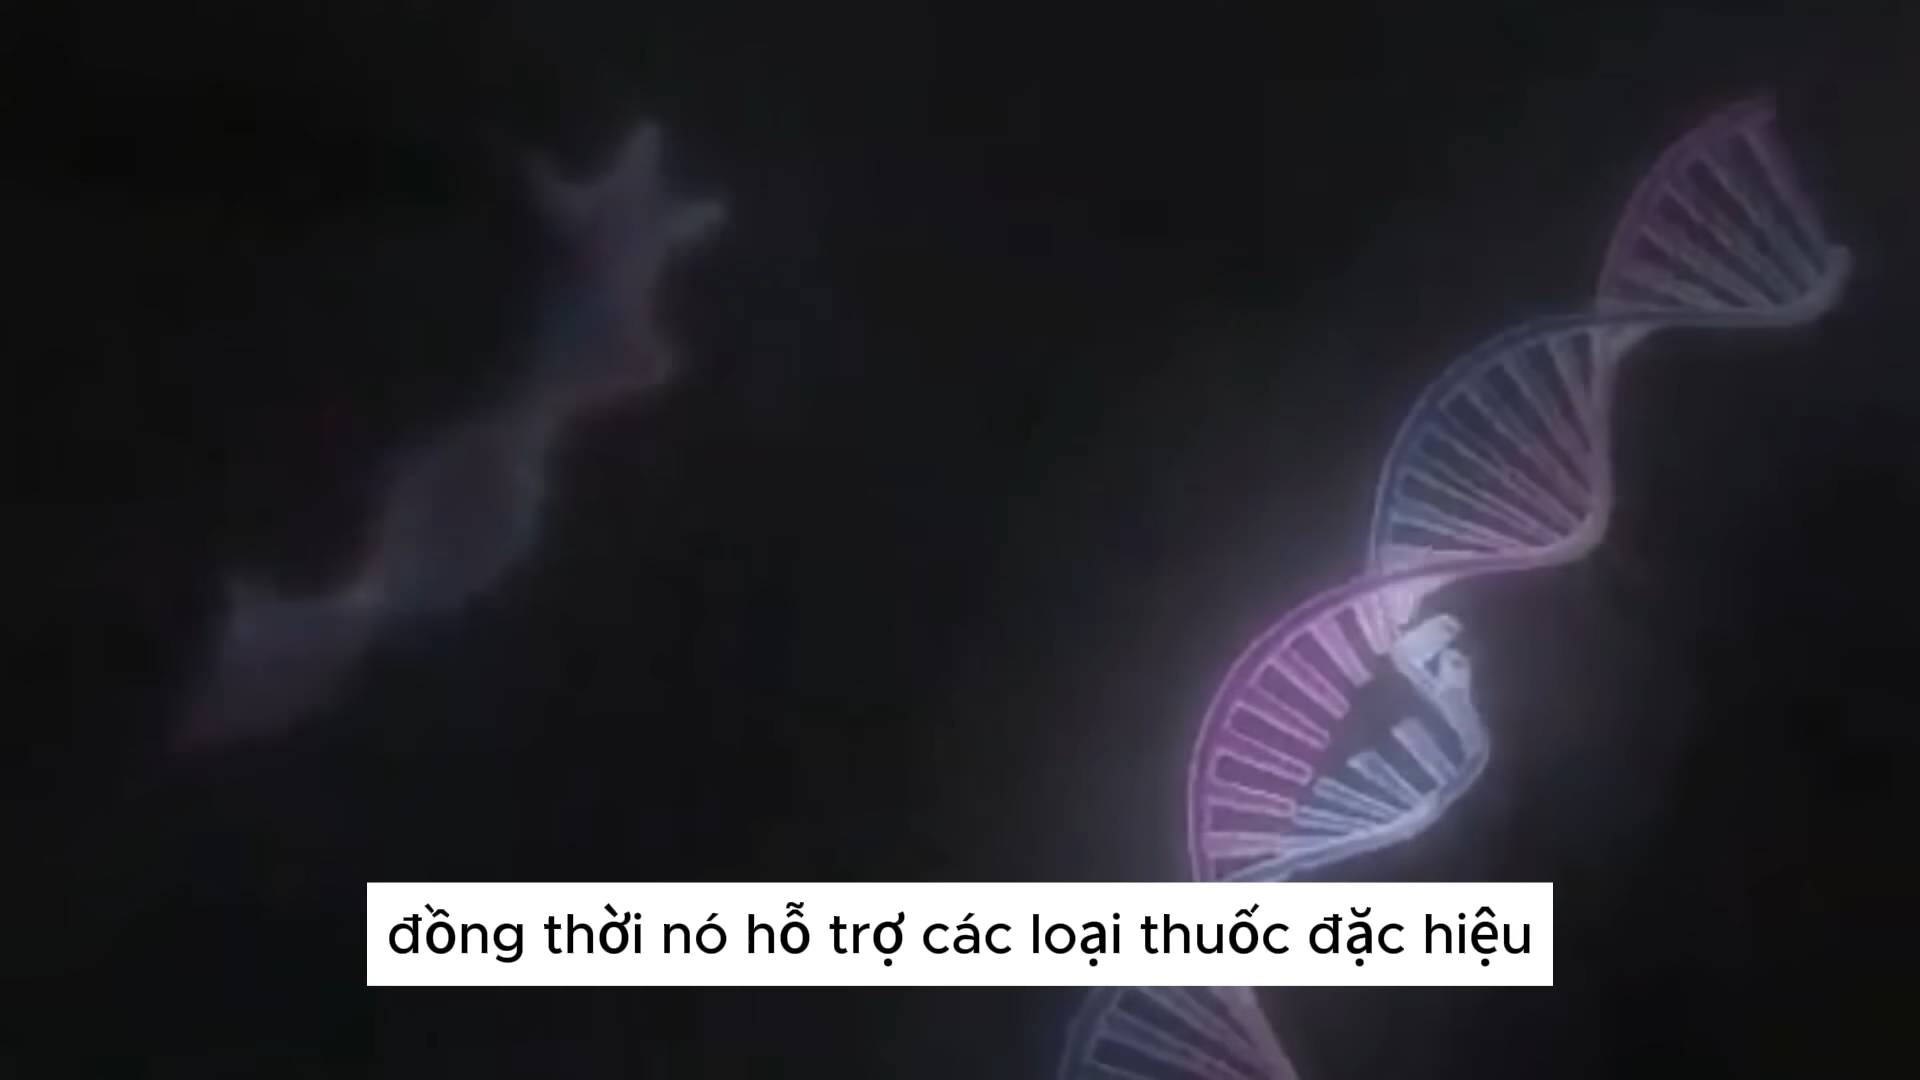 đồng thời nó hỗ trợ các loại thuốc đặc hiệu